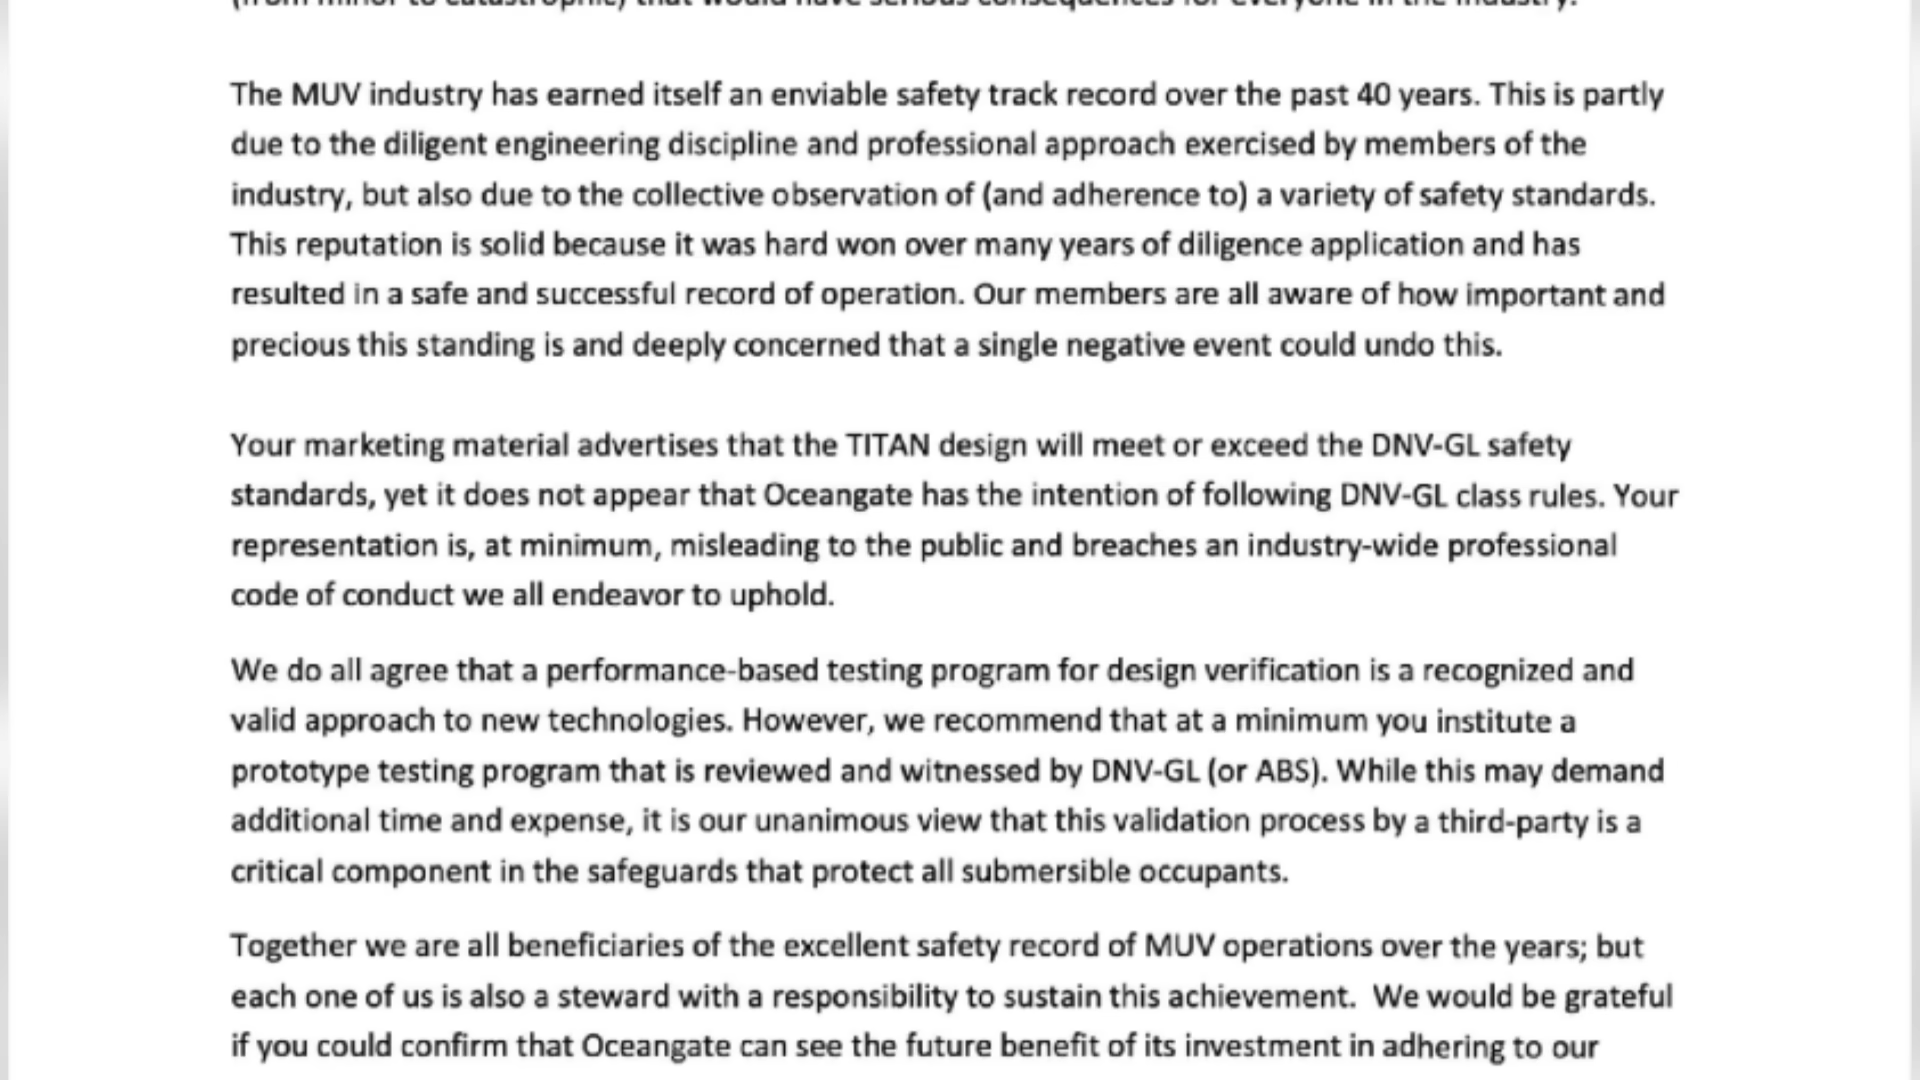 (from minor to catastrophic) that would have serious consequences for everyone in the industry.
The MUV industry has earned itself an enviable safety track record over the past 40 years. This is partly
due to the diligent engineering discipline and professional approach exercised by members of the
industry, but also due to the collective observation of (and adherence to) a variety of safety standards.
This reputation is solid because it was hard won over many years of diligence application and has
resulted in a safe and successful record of operation. Our members are all aware of how important and
precious this standing is and deeply concerned that a single negative event could undo this.
Your marketing material advertises that the TITAN design will meet or exceed the DNV-GL safety
standards, yet it does not appear that Oceangate has the intention of following DNV-GL class rules. Your
representation is, at minimum, misleading to the public and breaches an industry-wide professional
code of conduct we all endeavor to uphold.
We do all agree that a performance-based testing program for design verification is a recognized and
valid approach to new technologies. However, we recommend that at a minimum you institute a
prototype testing program that is reviewed and witnessed by DNV-GL (or ABS). While this may demand
additional time and expense, it is our unanimous view that this validation process by a third-party is a
critical component in the safeguards that protect all submersible occupants.
Together we are all beneficiaries of the excellent safety record of MUV operations over the years; but
each one of us is also a steward with a responsibility to sustain this achievement.  We would be grateful
if you could confirm that Oceangate can see the future benefit of its investment in adhering to our